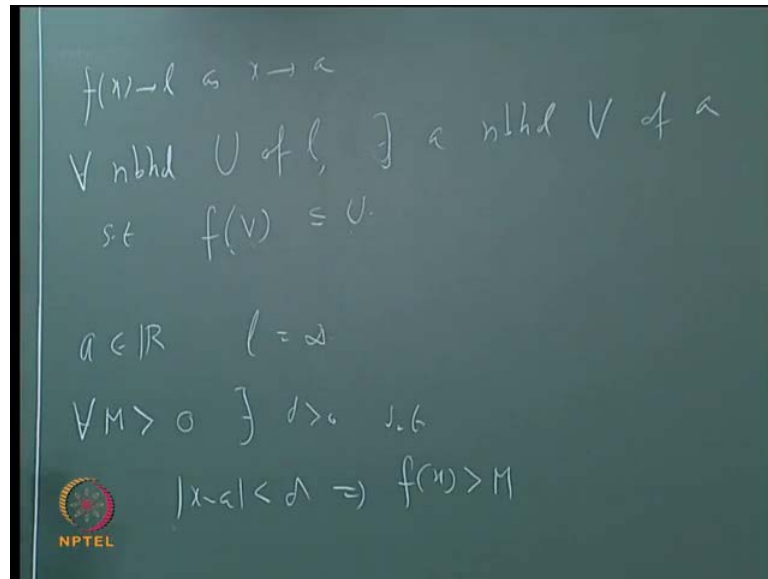 f(x) → l as x → a
∀ nbhd U of l, ∃ a nbhd V of a
s.t f(V) ⊆ U.
a ∈ ℝ l = ∞
∀ M > 0 ∃ δ > 0 s.t
|x-a| < δ ⇒ f(x) > M
NPTEL